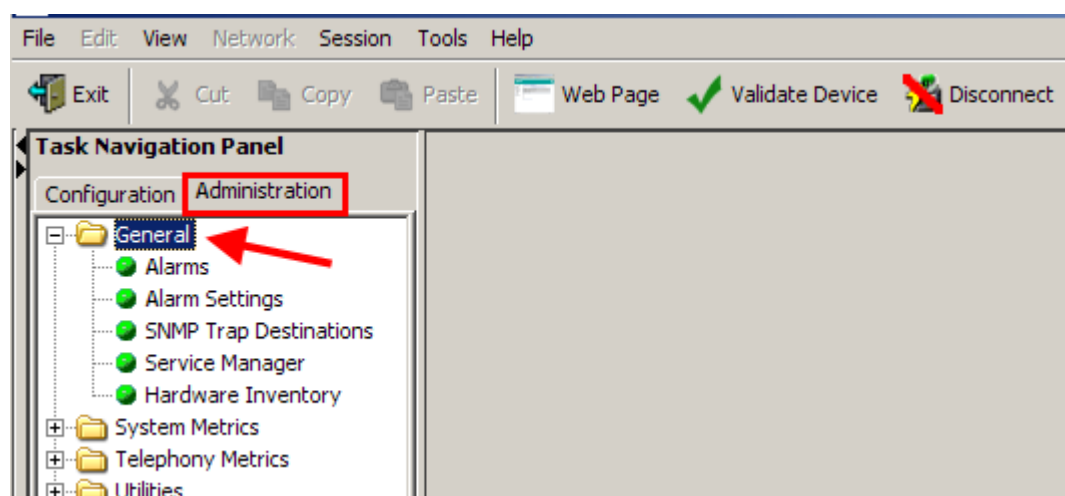 File Edit View Network Session Tools Help
Exit Cut Copy Paste Web Page Validate Device Disconnect
Task Navigation Panel
Configuration Administration
General
Alarms
Alarm Settings
SNMP Trap Destinations
Service Manager
Hardware Inventory
System Metrics
Telephony Metrics
Utilities